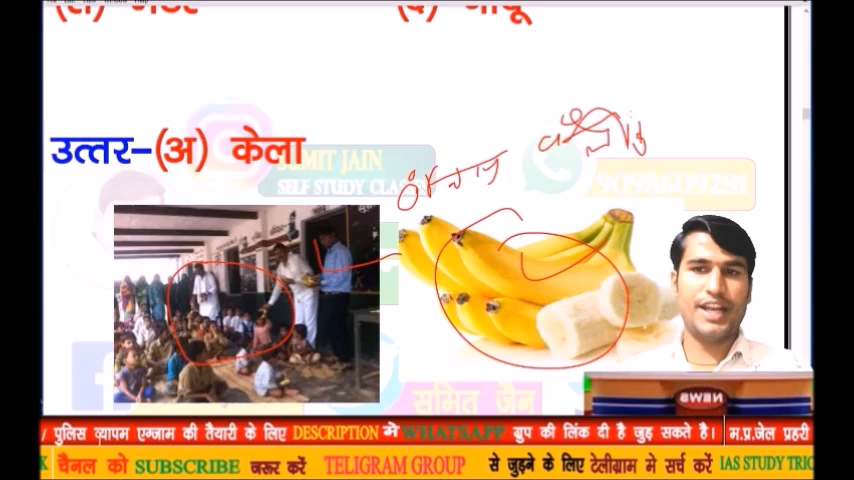 उत्तर-(अ) केला
SUMIT JAIN
SELF STUDY CLASSES
9098609291
समित जैन
NEWS
/ पुलिस व्यापम एग्जाम की तैयारी के लिए DESCRIPTION मे WHATSAPP ग्रुप की लिंक दी है जुड़ सकते है। म.प्र.जेल प्रहरी
चैनल को SUBSCRIBE जरूर करें TELIGRAM GROUP से जुड़ने के लिए टेलीग्राम मे सर्च करें IAS STUDY TRIC